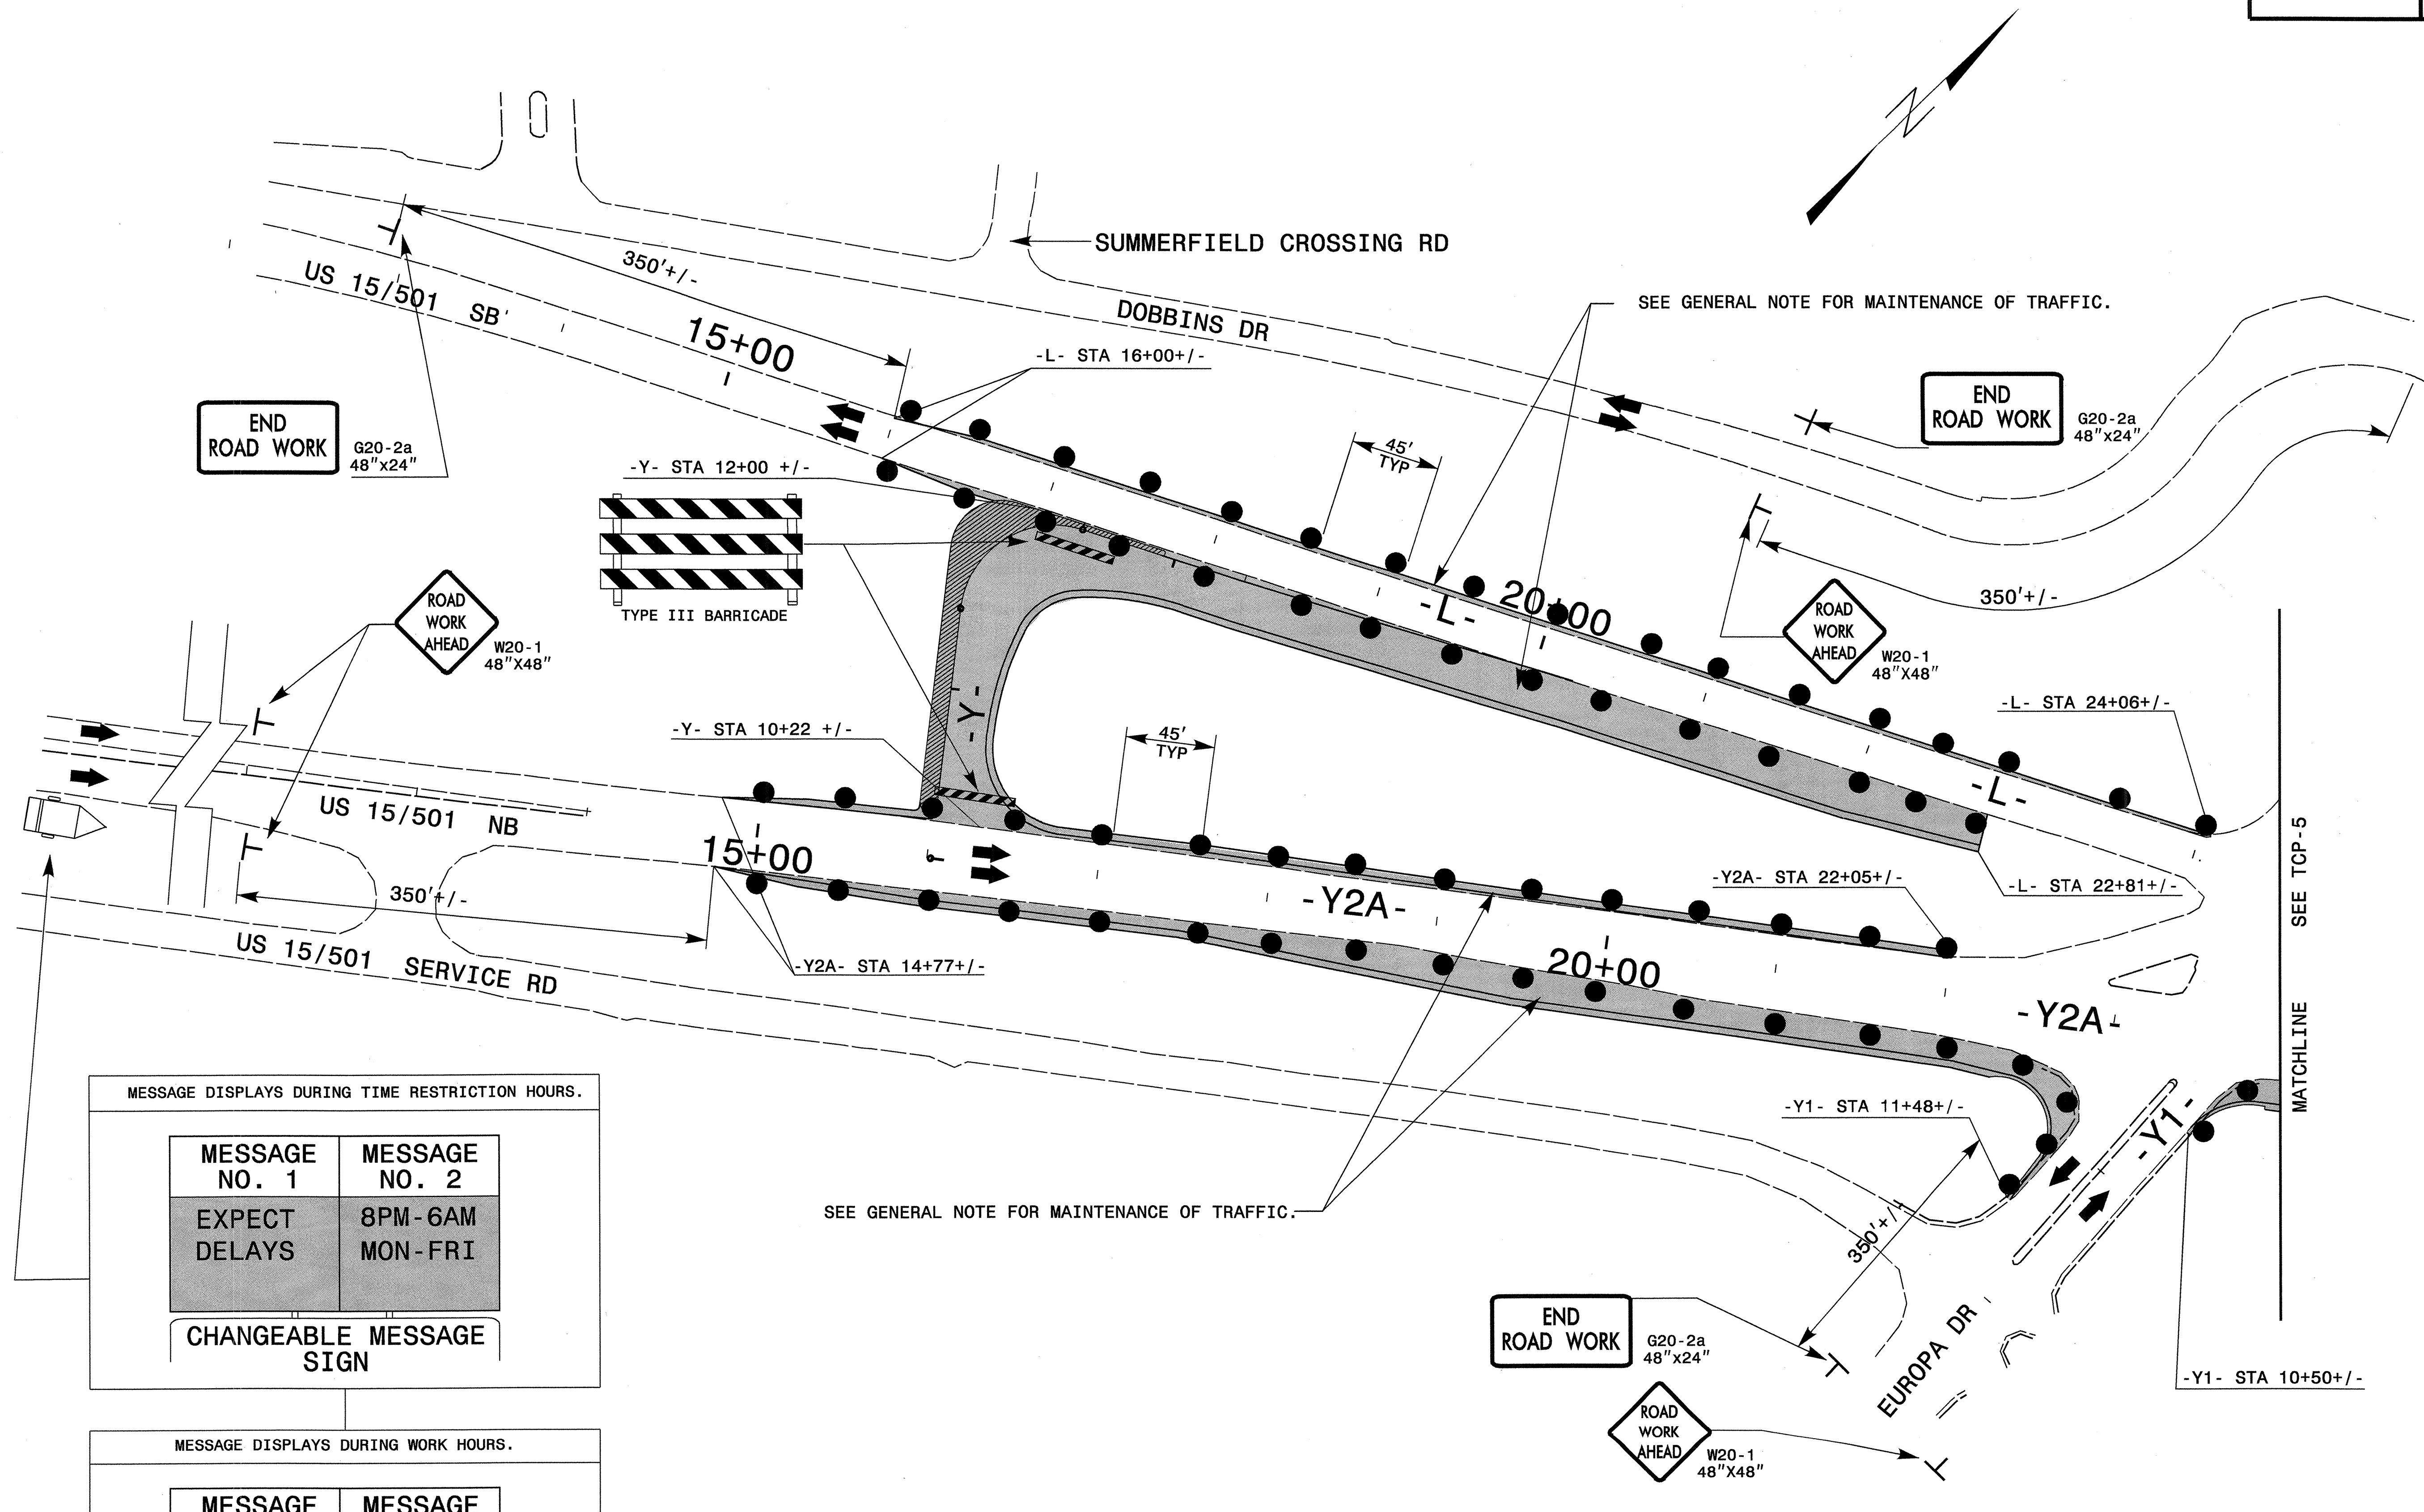 SUMMERFIELD CROSSING RD
350'+/-
US 15/501 SB
DOBBINS DR
SEE GENERAL NOTE FOR MAINTENANCE OF TRAFFIC.
15+00
-L- STA 16+00+/-
END
ROAD WORK
G20-2a
48"x24"
END
ROAD WORK
G20-2a
48"x24"
45'
TYP
-Y- STA 12+00 +/-
TYPE III BARRICADE
20+00
-L-
350'+/-
ROAD
WORK
AHEAD
W20-1
48"X48"
ROAD
WORK
AHEAD
W20-1
48"X48"
-Y-
-L- STA 24+06+/-
-Y- STA 10+22 +/-
45'
TYP
-L-
US 15/501 NB
15+00
-Y2A-
-Y2A- STA 22+05+/-
-L- STA 22+81+/-
SEE TCP-5
MATCHLINE
350'+/-
US 15/501 SERVICE RD
-Y2A- STA 14+77+/-
20+00
-Y2A-
-Y1- STA 11+48+/-
-Y1-
MESSAGE DISPLAYS DURING TIME RESTRICTION HOURS.
MESSAGE
NO. 1
MESSAGE
NO. 2
EXPECT
DELAYS
8PM-6AM
MON-FRI
CHANGEABLE MESSAGE
SIGN
SEE GENERAL NOTE FOR MAINTENANCE OF TRAFFIC.
350'+/-
END
ROAD WORK
G20-2a
48"x24"
EUROPA DR
-Y1- STA 10+50+/-
ROAD
WORK
AHEAD
W20-1
48"X48"
MESSAGE DISPLAYS DURING WORK HOURS.
MESSAGE
MESSAGE